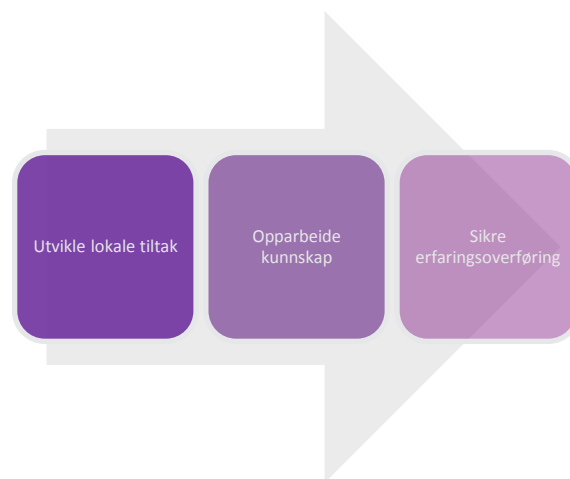 Utvikle lokale tiltak
Opparbeide
kunnskap
Sikre
erfaringsoverføring